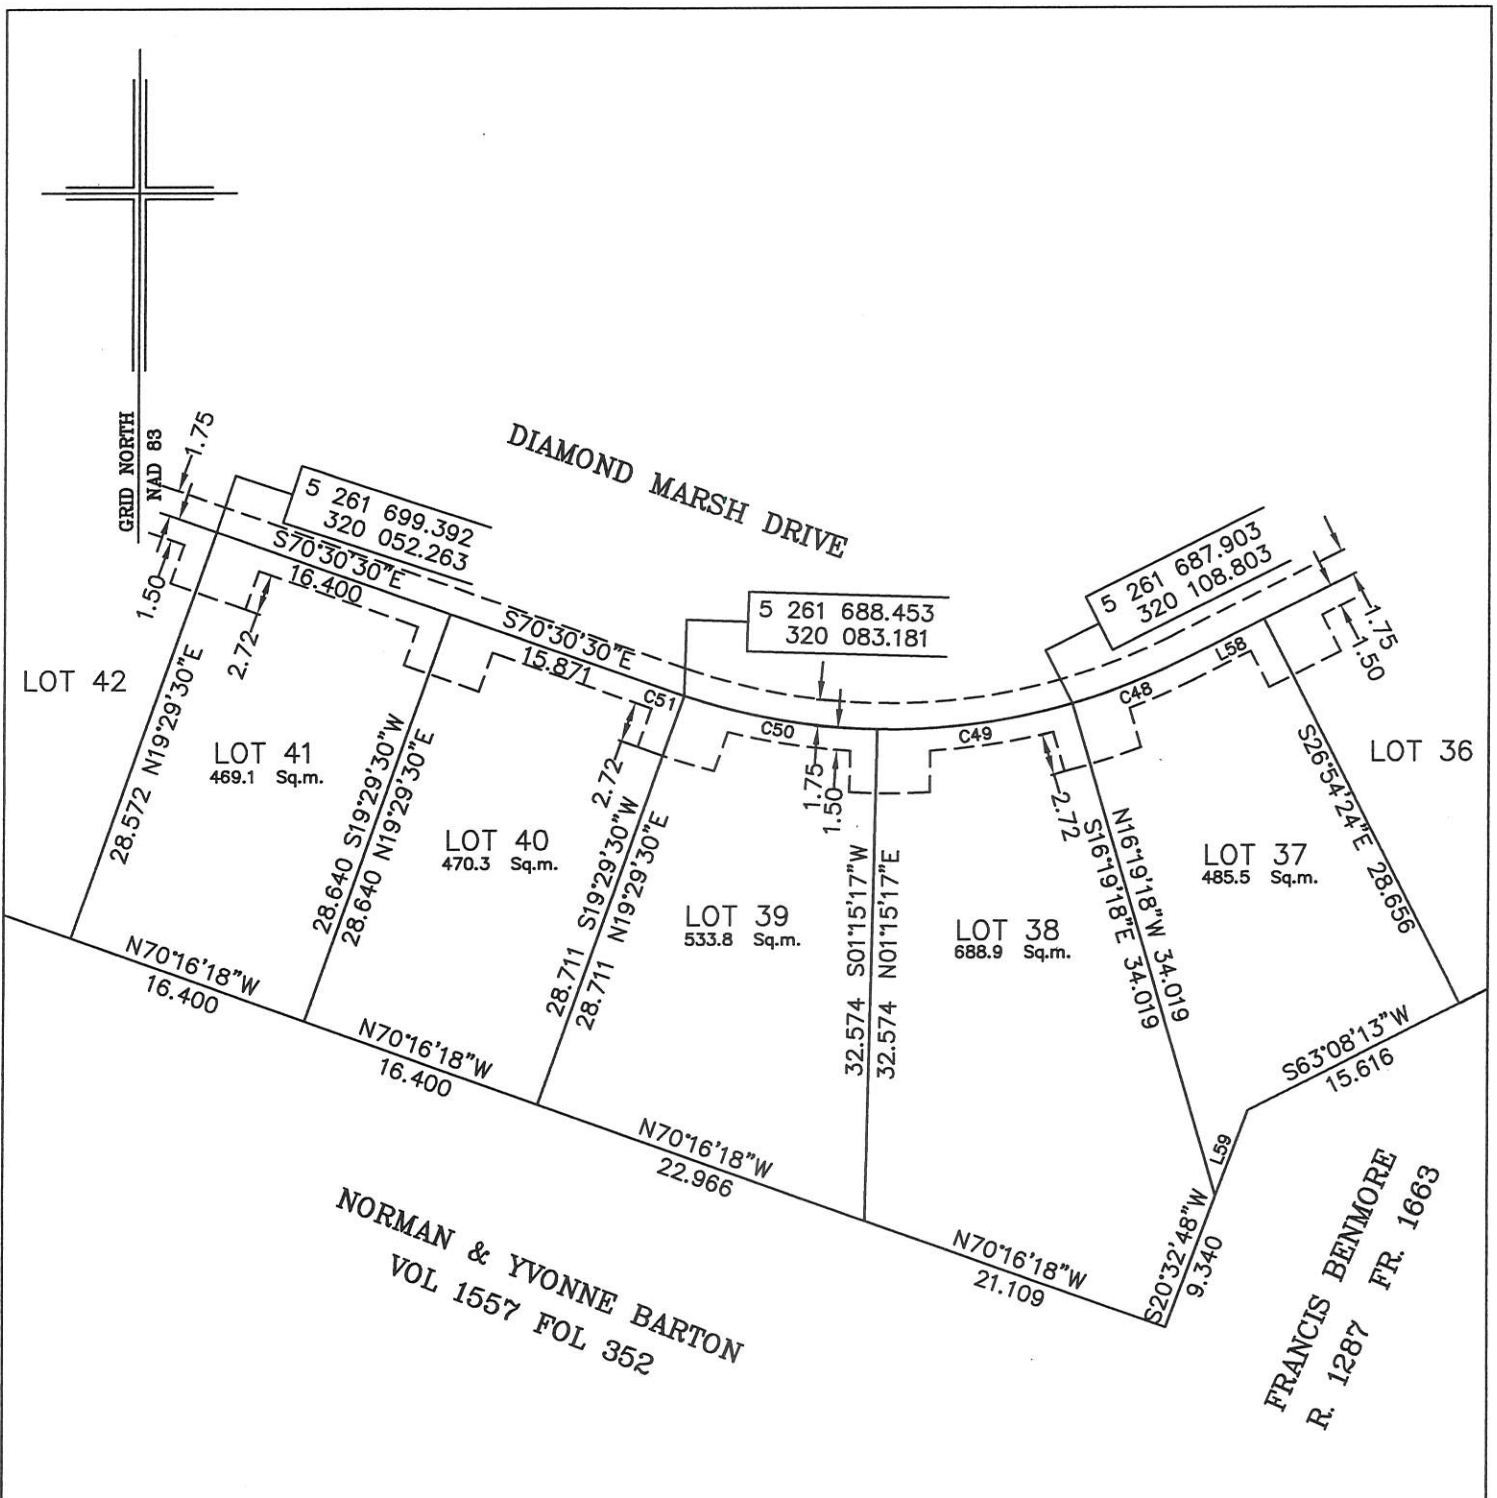 GRID NORTH
NAD 83
1.75
1.50
2.72
DIAMOND MARSH DRIVE
5 261 699.392
320 052.263
S70°30'30"E
16.400
S70°30'30"E
15.871
5 261 688.453
320 083.181
5 261 687.903
320 108.803
1.75
1.50
L58
C48
C49
C50
C51
2.72
1.75
1.50
2.72
LOT 42
28.572 N19°29'30"E
LOT 41
469.1 Sq.m.
28.640 S19°29'30"W
28.640 N19°29'30"E
LOT 40
470.3 Sq.m.
28.711 S19°29'30"W
28.711 N19°29'30"E
LOT 39
533.8 Sq.m.
32.574 S01°15'17"W
32.574 N01°15'17"E
LOT 38
688.9 Sq.m.
S16°19'18"E 34.019
N16°19'18"W 34.019
LOT 37
485.5 Sq.m.
S26°54'24"E 28.656
LOT 36
N70°16'18"W
16.400
N70°16'18"W
16.400
N70°16'18"W
22.966
N70°16'18"W
21.109
S20°32'48"W
9.340
L59
S63°08'13"W
15.616
NORMAN & YVONNE BARTON
VOL 1557 FOL 352
FRANCIS BENMORE
R. 1287 FR. 1663